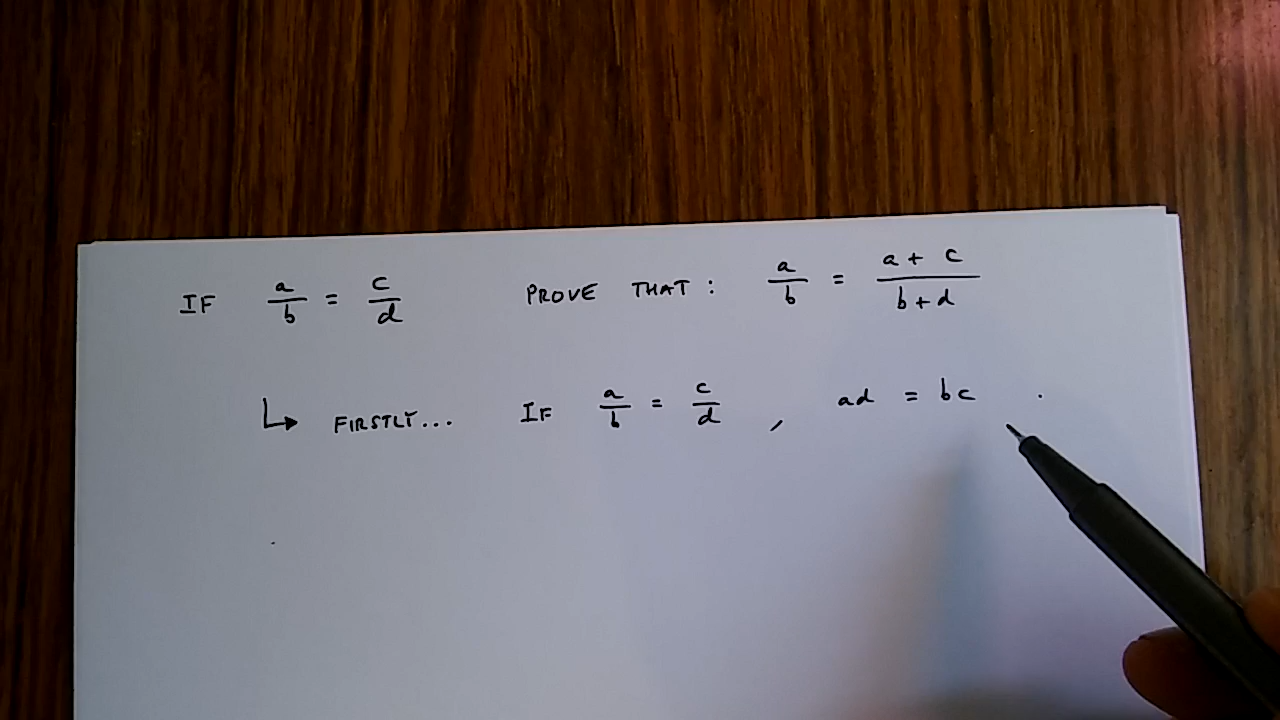 IF a/b = c/d PROVE THAT : a/b = a + c/b + d
↳ FIRSTLY... IF a/b = c/d , ad = bc .